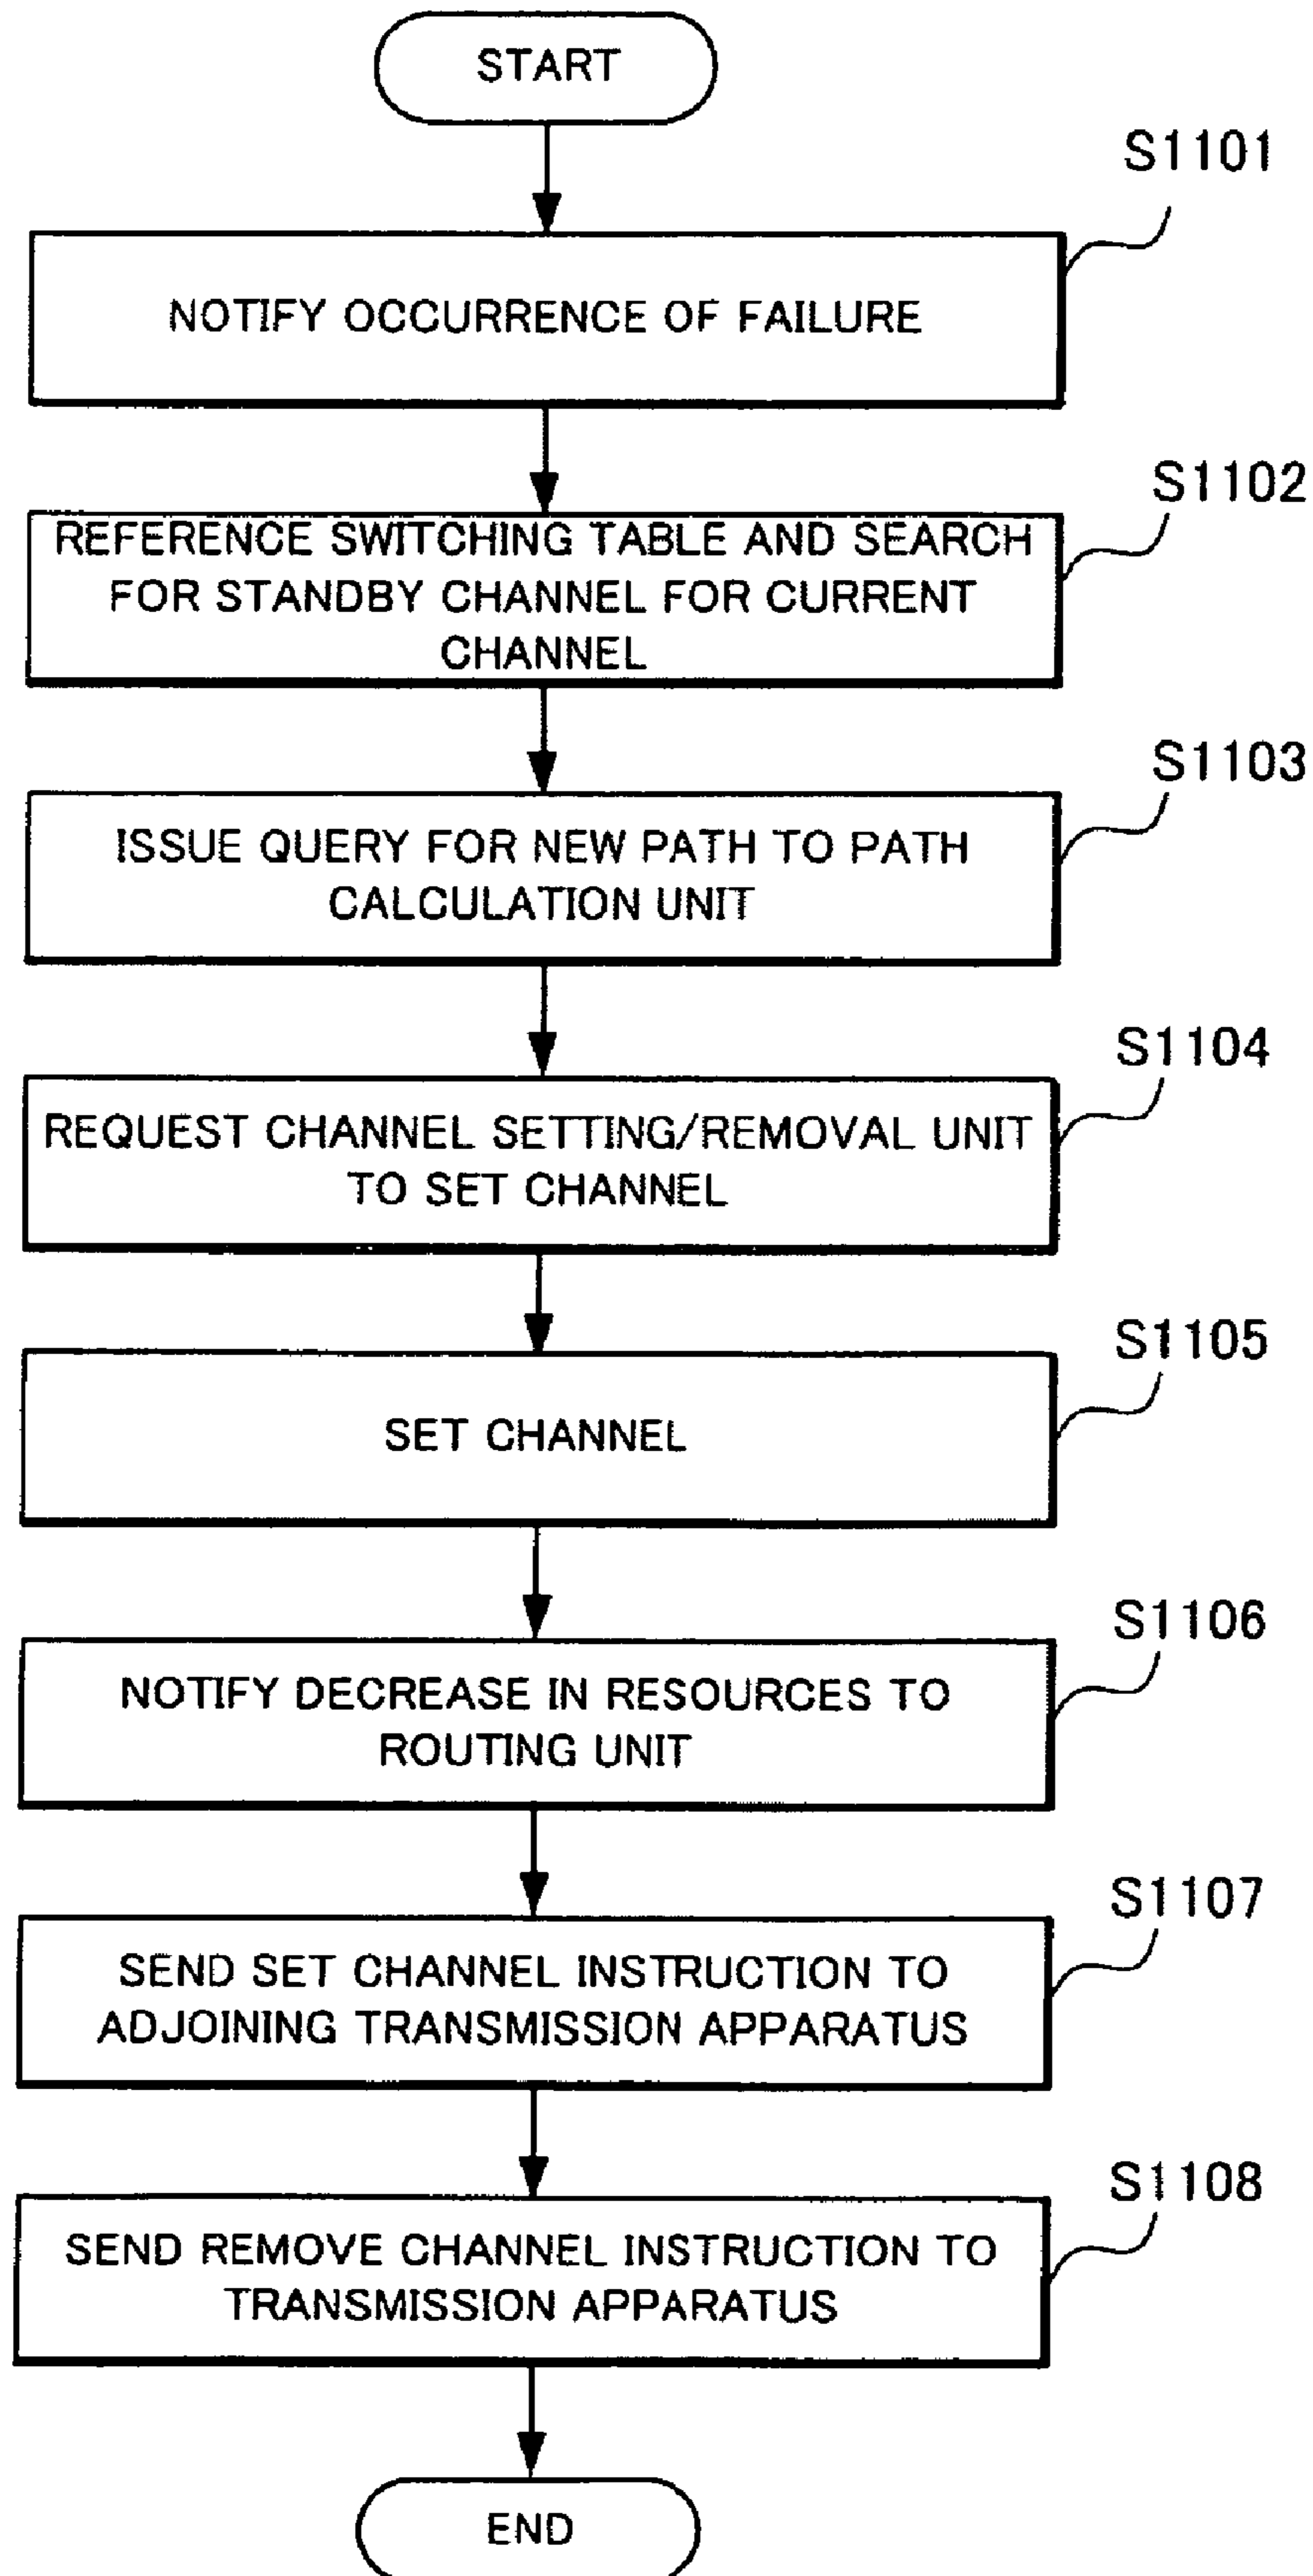 START
S1101
NOTIFY OCCURRENCE OF FAILURE
S1102
REFERENCE SWITCHING TABLE AND SEARCH
FOR STANDBY CHANNEL FOR CURRENT
CHANNEL
S1103
ISSUE QUERY FOR NEW PATH TO PATH
CALCULATION UNIT
S1104
REQUEST CHANNEL SETTING/REMOVAL UNIT
TO SET CHANNEL
S1105
SET CHANNEL
S1106
NOTIFY DECREASE IN RESOURCES TO
ROUTING UNIT
S1107
SEND SET CHANNEL INSTRUCTION TO
ADJOINING TRANSMISSION APPARATUS
S1108
SEND REMOVE CHANNEL INSTRUCTION TO
TRANSMISSION APPARATUS
END